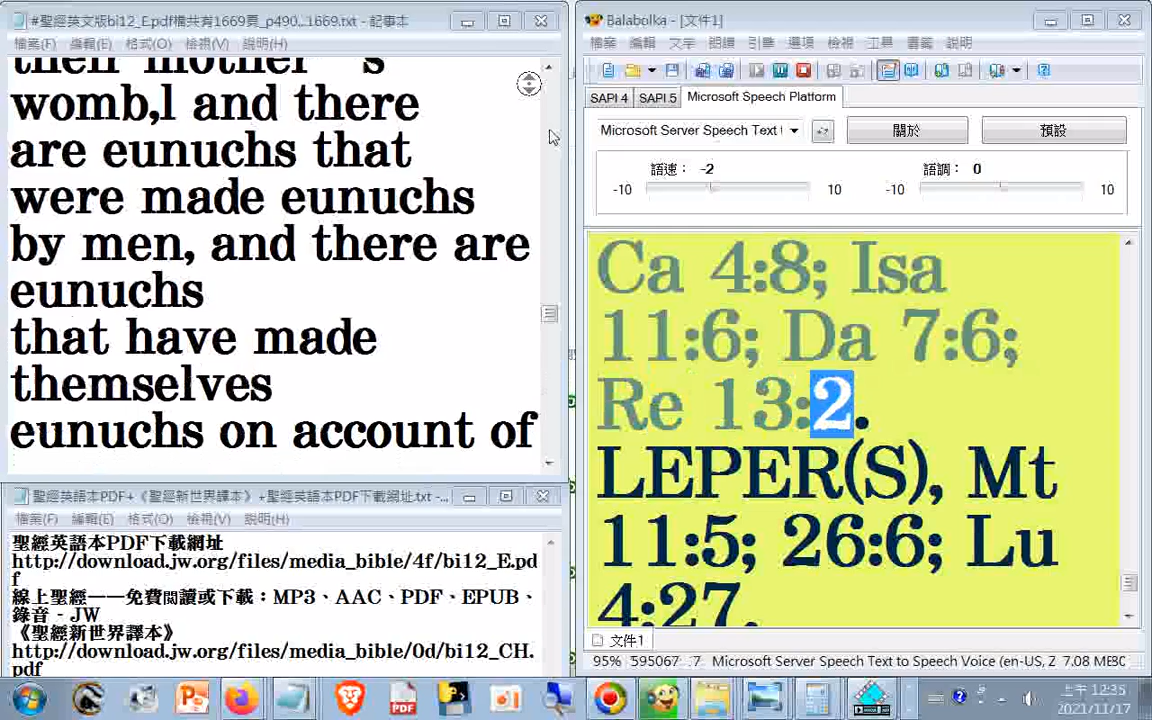 #聖經英文版bi12_E.pdf檔共有1669頁_p490...1669.txt - 記事本
檔案(F) 編輯(E) 格式(O) 檢視(V) 說明(H)
their mother s
womb,l and there
are eunuchs that
were made eunuchs
by men, and there are
eunuchs
that have made
themselves
eunuchs on account of
聖經英語本PDF+《聖經新世界譯本》+聖經英語本PDF下載網址.txt -...
檔案(F) 編輯(E) 格式(O) 檢視(V) 說明(H)
聖經英語本PDF下載網址
http://download.jw.org/files/media_bible/4f/bi12_E.pd
f
線上聖經——免費閱讀或下載：MP3、AAC、PDF、EPUB、
錄音 - JW
《聖經新世界譯本》
http://download.jw.org/files/media_bible/0d/bi12_CH.
pdf
Balabolka - [文件1]
檔案 編輯 文字 朗讀 引擎 選項 檢視 工具 書籤 說明
SAPI 4 SAPI 5 Microsoft Speech Platform
Microsoft Server Speech Text 關於 預設
語速： -2 語調： 0
-10 10 -10 10
Ca 4:8; Isa
11:6; Da 7:6;
Re 13:2.
LEPER(S), Mt
11:5; 26:6; Lu
4:27.
文件1
95% 595067 7 Microsoft Server Speech Text to Speech Voice (en-US, Z 7.08 МБОС
上午 12:35
2021/11/17